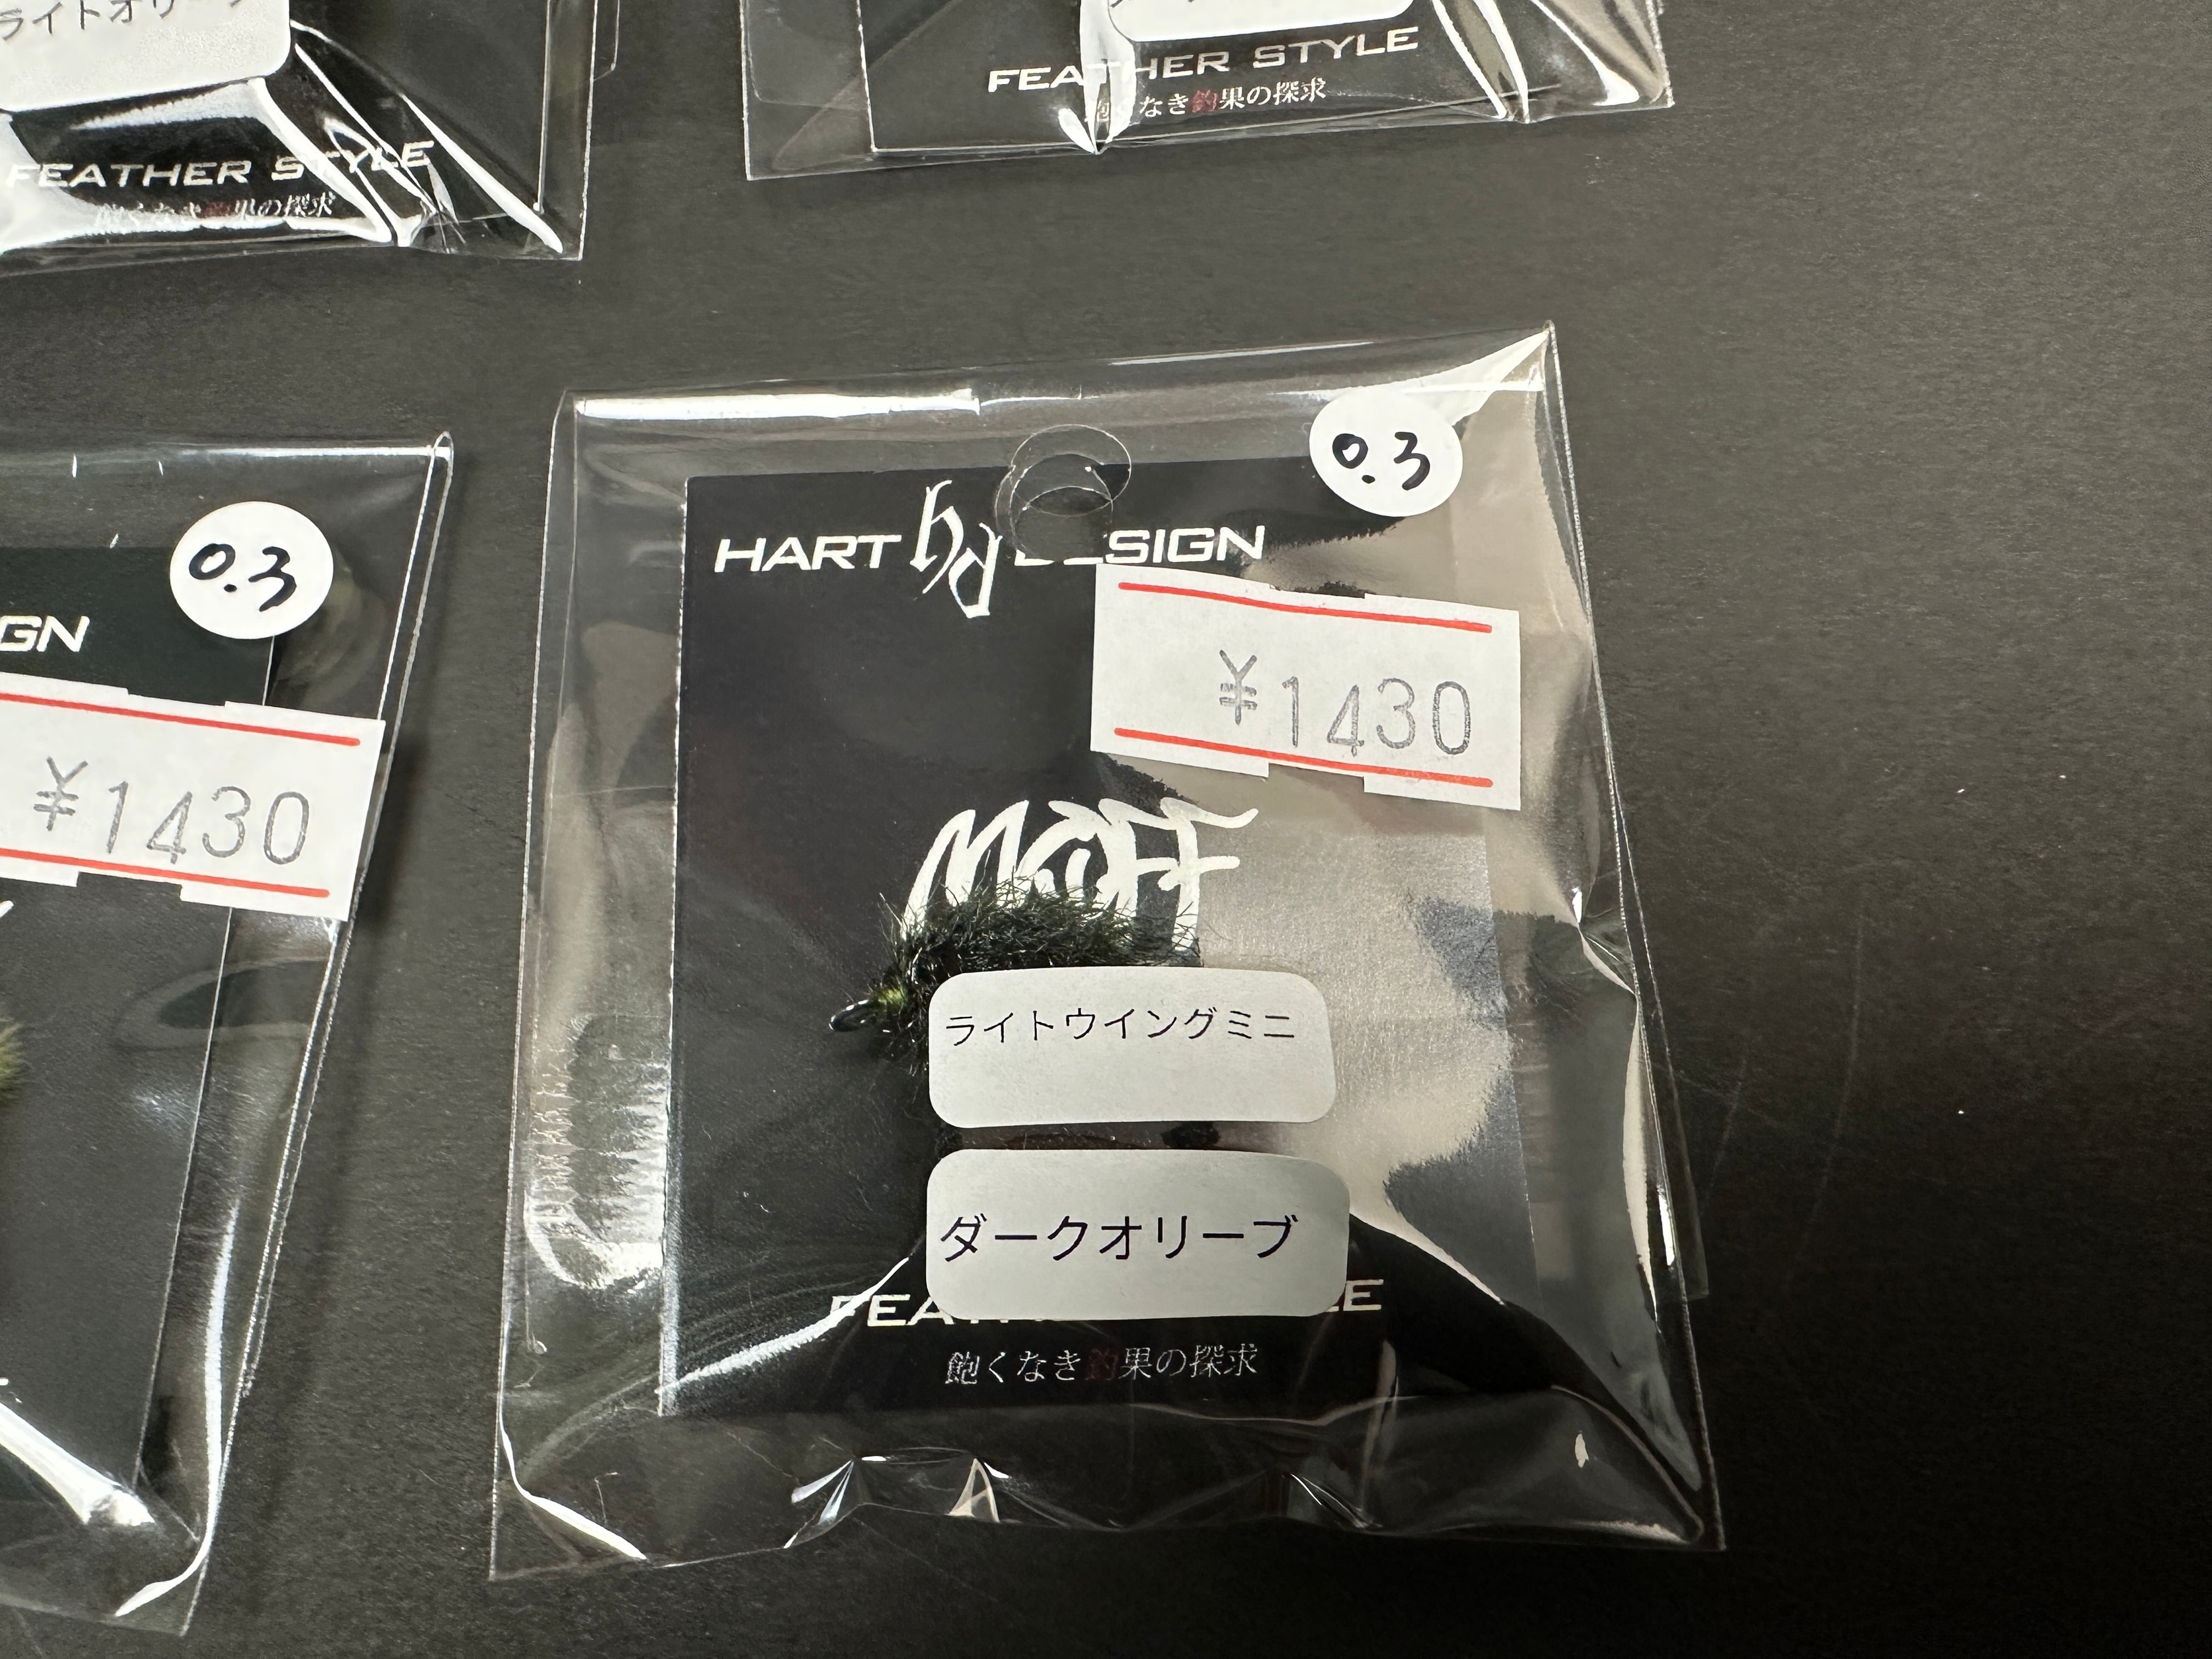 ライトオリーブ
FEATHER STYLE
飽くなき釣果の探求
FEATHER STYLE
飽くなき釣果の探求
0.3
GN
¥1430
0.3
HART DESIGN
¥1430
ライトウイングミニ
ダークオリーブ
飽くなき釣果の探求